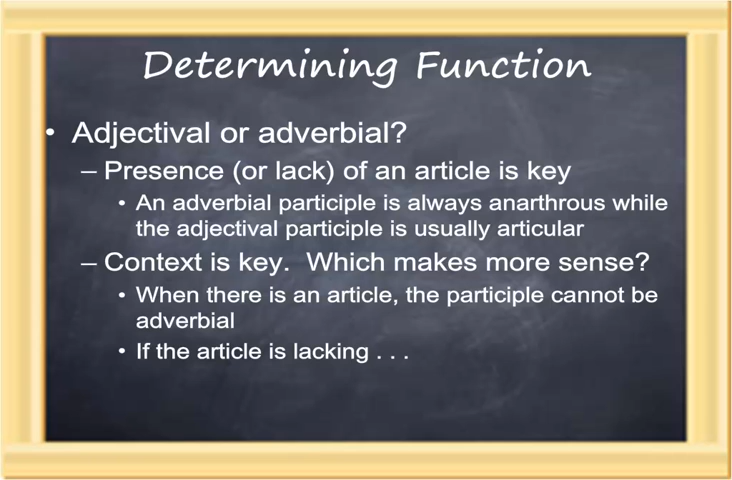 Determining Function
• Adjectival or adverbial?
– Presence (or lack) of an article is key
• An adverbial participle is always anarthrous while
the adjectival participle is usually articular
– Context is key.  Which makes more sense?
• When there is an article, the participle cannot be
adverbial
• If the article is lacking . . .